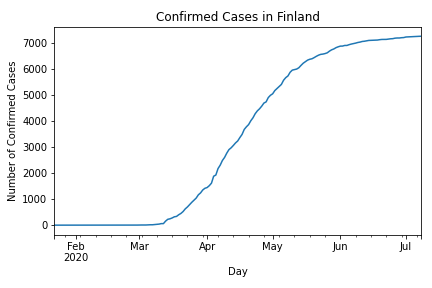 Confirmed Cases in Finland
Number of Confirmed Cases
7000
6000
5000
4000
3000
2000
1000
0
Feb Mar Apr May Jun Jul
2020
Day